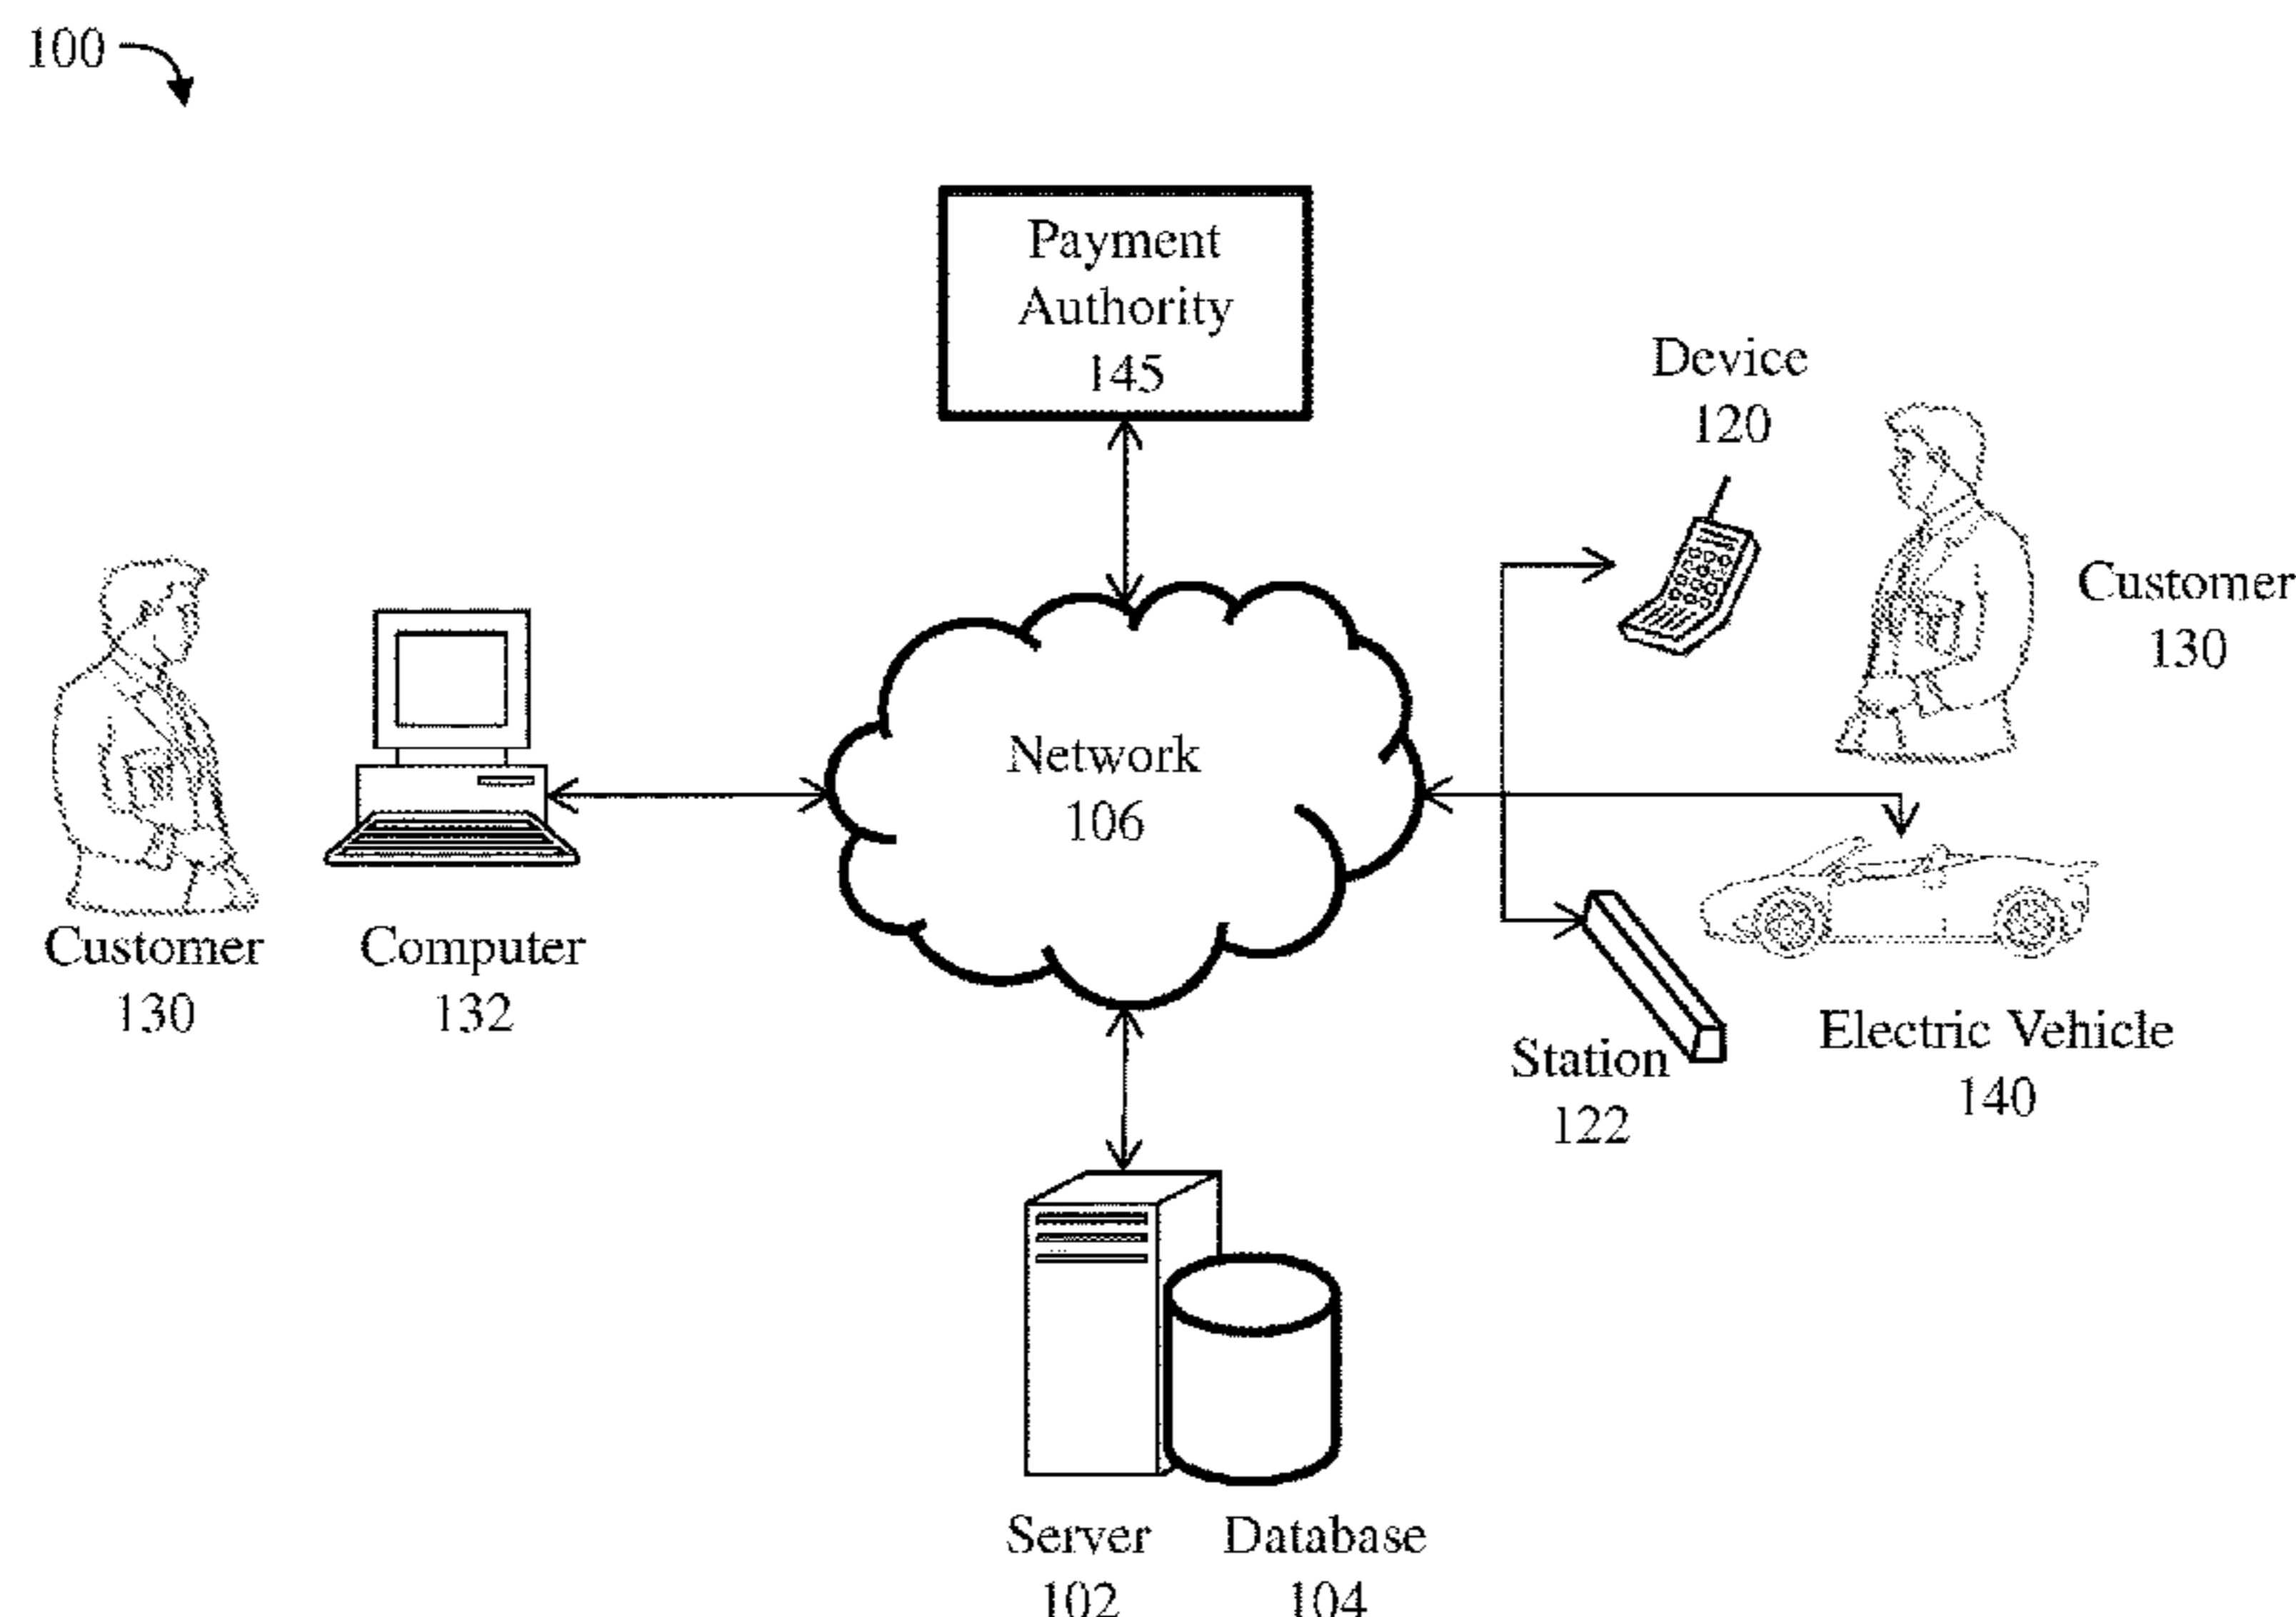 100
Payment
Authority
145
Device
120
Customer
130
Network
106
Customer
130
Computer
132
Station
122
Electric Vehicle
140
Server
102
Database
104